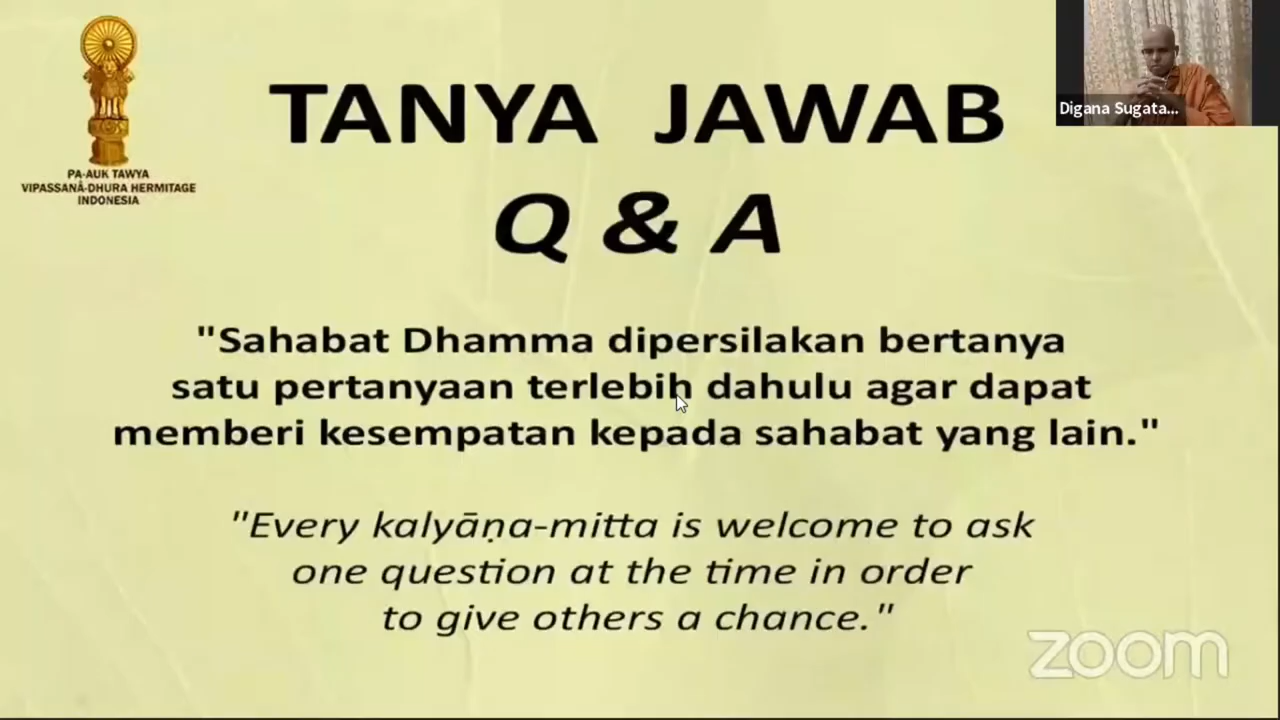 PA-AUK TAWYA
VIPASSANĀ-DHURA HERMITAGE
INDONESIA
TANYA JAWAB
Q & A
Digana Sugata...
"Sahabat Dhamma dipersilakan bertanya
satu pertanyaan terlebih dahulu agar dapat
memberi kesempatan kepada sahabat yang lain."
"Every kalyāṇa-mitta is welcome to ask
one question at the time in order
to give others a chance."
zoom